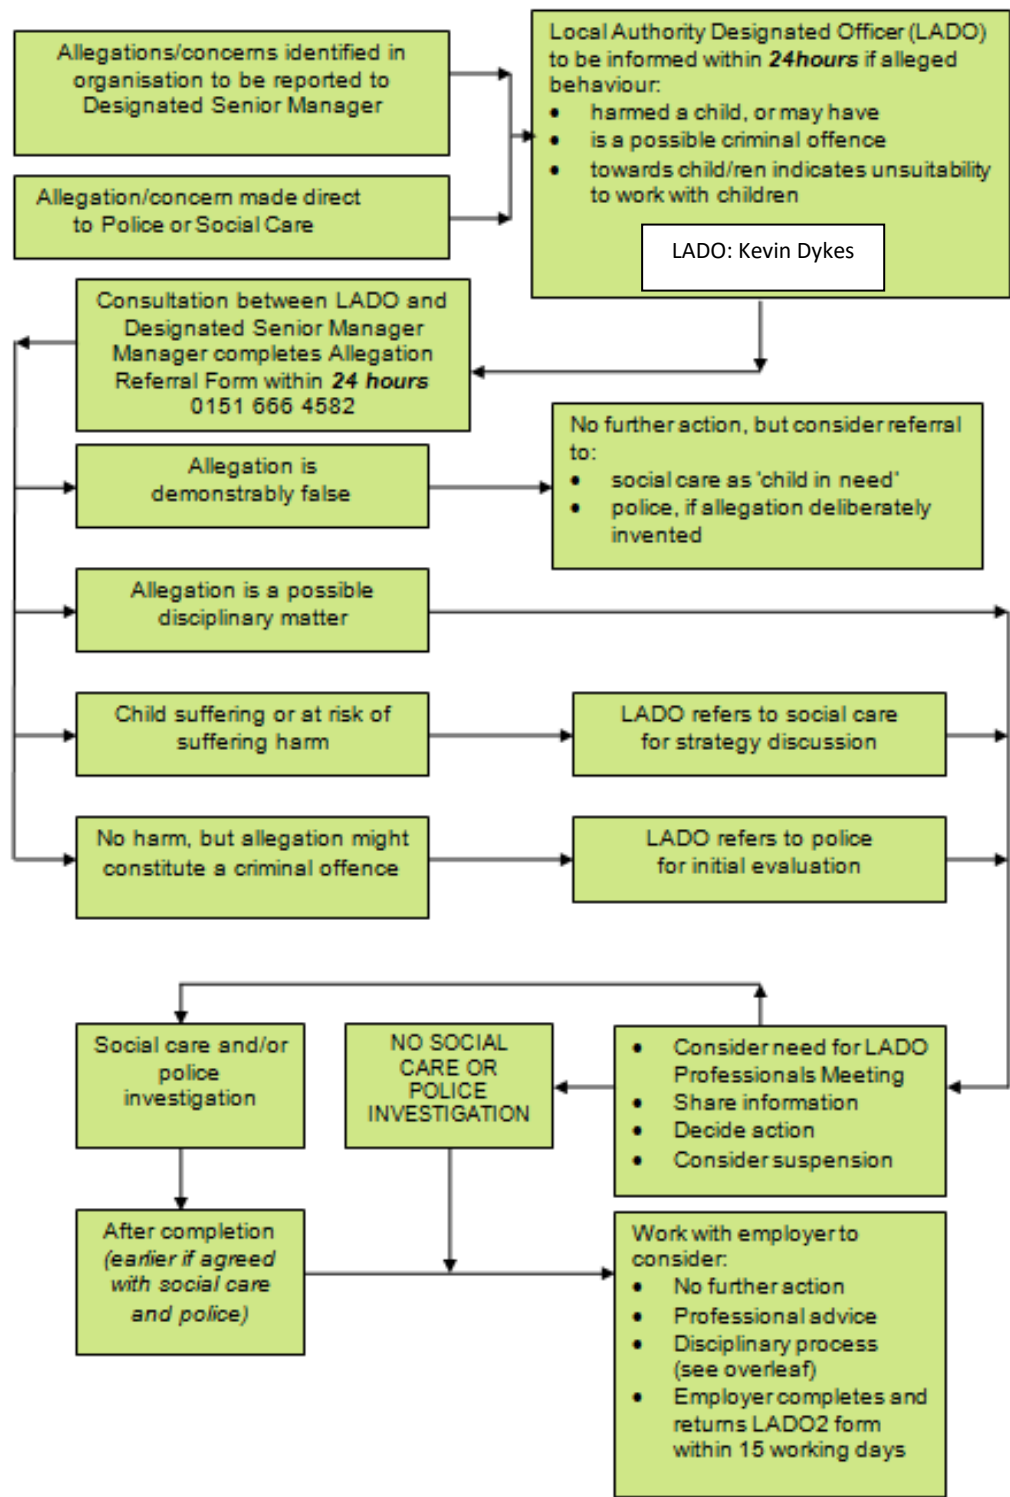 Allegations/concerns identified in
organisation to be reported to
Designated Senior Manager
Allegation/concern made direct
to Police or Social Care
Local Authority Designated Officer (LADO)
to be informed within 24hours if alleged
behaviour:
• harmed a child, or may have
• is a possible criminal offence
• towards child/ren indicates unsuitability
to work with children
LADO: Kevin Dykes
Consultation between LADO and
Designated Senior Manager
Manager completes Allegation
Referral Form within 24 hours
0151 666 4582
Allegation is
demonstrably false
No further action, but consider referral
to:
• social care as 'child in need'
• police, if allegation deliberately
invented
Allegation is a possible
disciplinary matter
Child suffering or at risk of
suffering harm
LADO refers to social care
for strategy discussion
No harm, but allegation might
constitute a criminal offence
LADO refers to police
for initial evaluation
Social care and/or
police
investigation
NO SOCIAL
CARE OR
POLICE
INVESTIGATION
• Consider need for LADO
Professionals Meeting
• Share information
• Decide action
• Consider suspension
After completion
(earlier if agreed
with social care
and police)
Work with employer to
consider:
• No further action
• Professional advice
• Disciplinary process
(see overleaf)
• Employer completes and
returns LADO2 form
within 15 working days